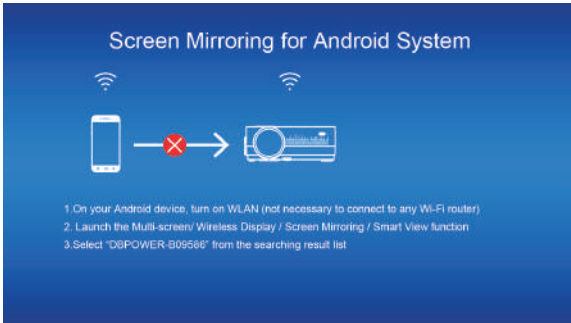 Screen Mirroring for Android System
1.On your Android device, turn on WLAN (not necessary to connect to any Wi-Fi router)
2. Launch the Multi-screen/ Wireless Display / Screen Mirroring / Smart View function
3.Select "DBPOWER-B09586" from the searching result list